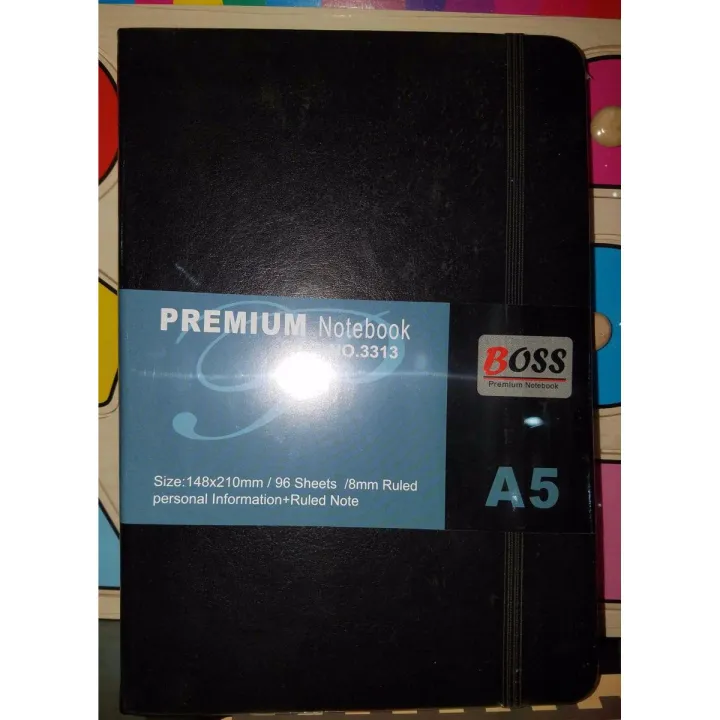 PREMIUM Notebook
NO.3313
BOSS
Premium Notebook
Size:148x210mm / 96 Sheets /8mm Ruled
personal Information+Ruled Note
A5